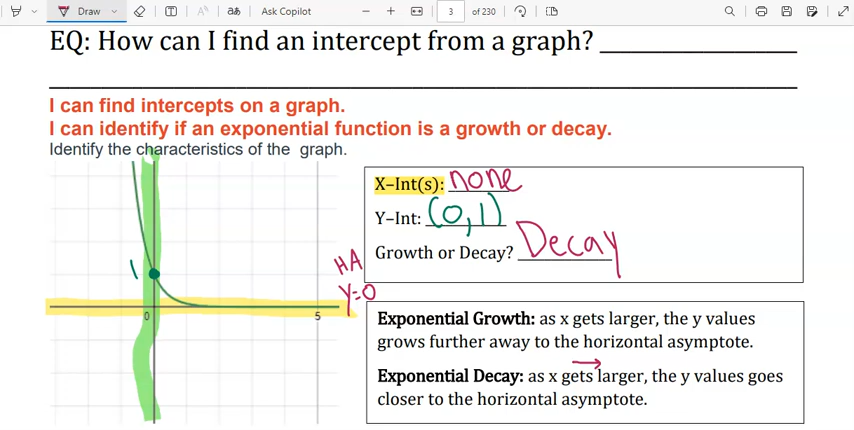 Draw
T
A
aあ
Ask Copilot
3
of 230
EQ: How can I find an intercept from a graph?
I can find intercepts on a graph.
I can identify if an exponential function is a growth or decay.
Identify the characteristics of the graph.
X–Int(s): none
Y–Int: (0,1)
Growth or Decay? Decay
1
HA
Y=0
0
5
Exponential Growth: as x gets larger, the y values
grows further away to the horizontal asymptote.
Exponential Decay: as x gets larger, the y values goes
closer to the horizontal asymptote.